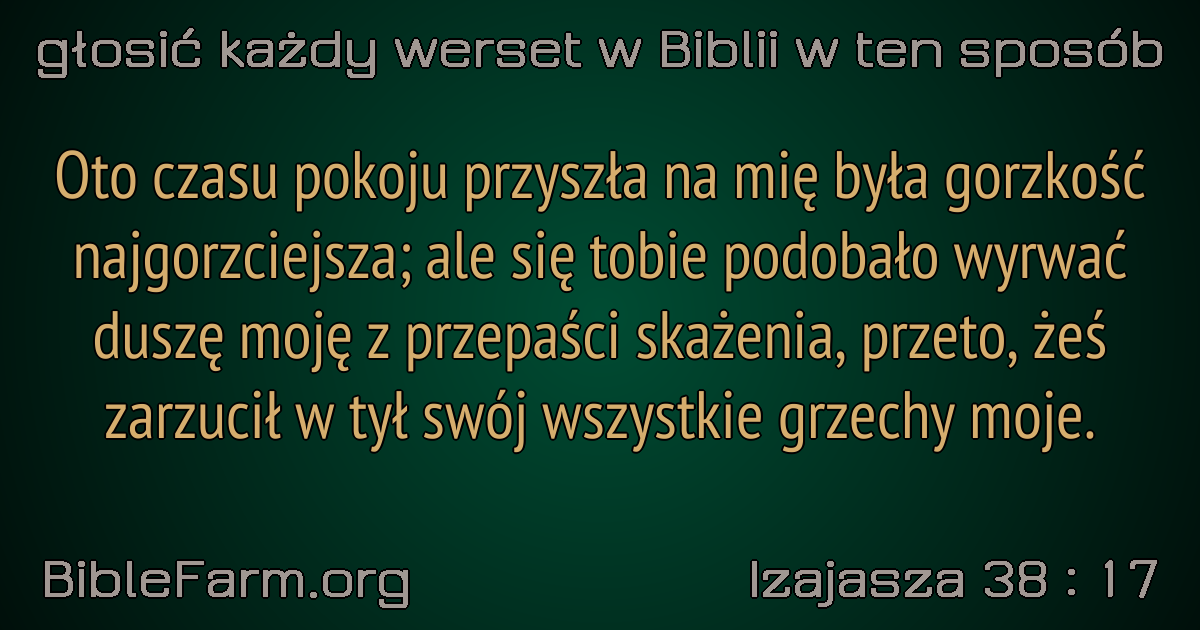 głosić każdy werset w Biblii w ten sposób
Oto czasu pokoju przyszła na mię była gorzkość
najgorzciejsza; ale się tobie podobało wyrwać
duszę moję z przepaści skażenia, przeto, żeś
zarzucił w tył swój wszystkie grzechy moje.
BibleFarm.org
Izajasza 38 : 17